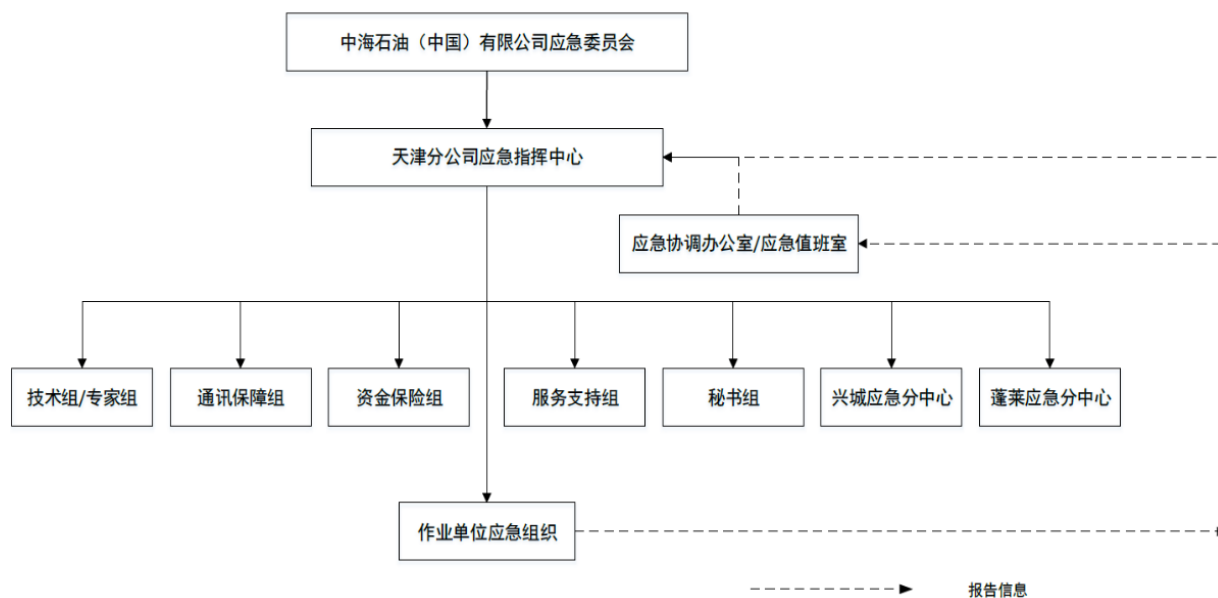 中海石油（中国）有限公司应急委员会
天津分公司应急指挥中心
应急协调办公室/应急值班室
技术组/专家组
通讯保障组
资金保险组
服务支持组
秘书组
兴城应急分中心
蓬莱应急分中心
作业单位应急组织
报告信息